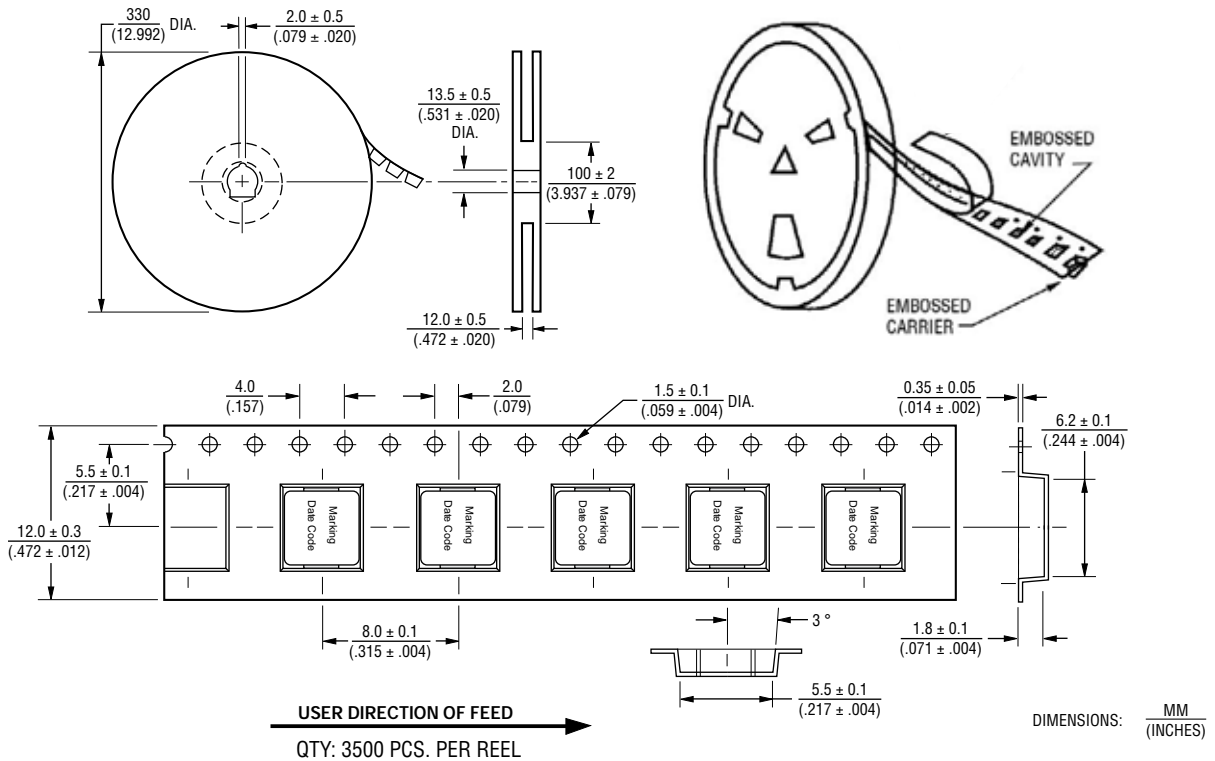 330
(12.992)
DIA.
2.0 ± 0.5
(.079 ± .020)
13.5 ± 0.5
(.531 ± .020)
DIA.
100 ± 2
(3.937 ± .079)
12.0 ± 0.5
(.472 ± .020)
EMBOSSED
CAVITY
EMBOSSED
CARRIER
4.0
(.157)
2.0
(.079)
1.5 ± 0.1
(.059 ± .004)
DIA.
0.35 ± 0.05
(.014 ± .002)
6.2 ± 0.1
(.244 ± .004)
5.5 ± 0.1
(.217 ± .004)
12.0 ± 0.3
(.472 ± .012)
Marking
Date Code
Marking
Date Code
Marking
Date Code
Marking
Date Code
Marking
Date Code
8.0 ± 0.1
(.315 ± .004)
3 °
1.8 ± 0.1
(.071 ± .004)
5.5 ± 0.1
(.217 ± .004)
USER DIRECTION OF FEED
QTY: 3500 PCS. PER REEL
DIMENSIONS:
MM
(INCHES)